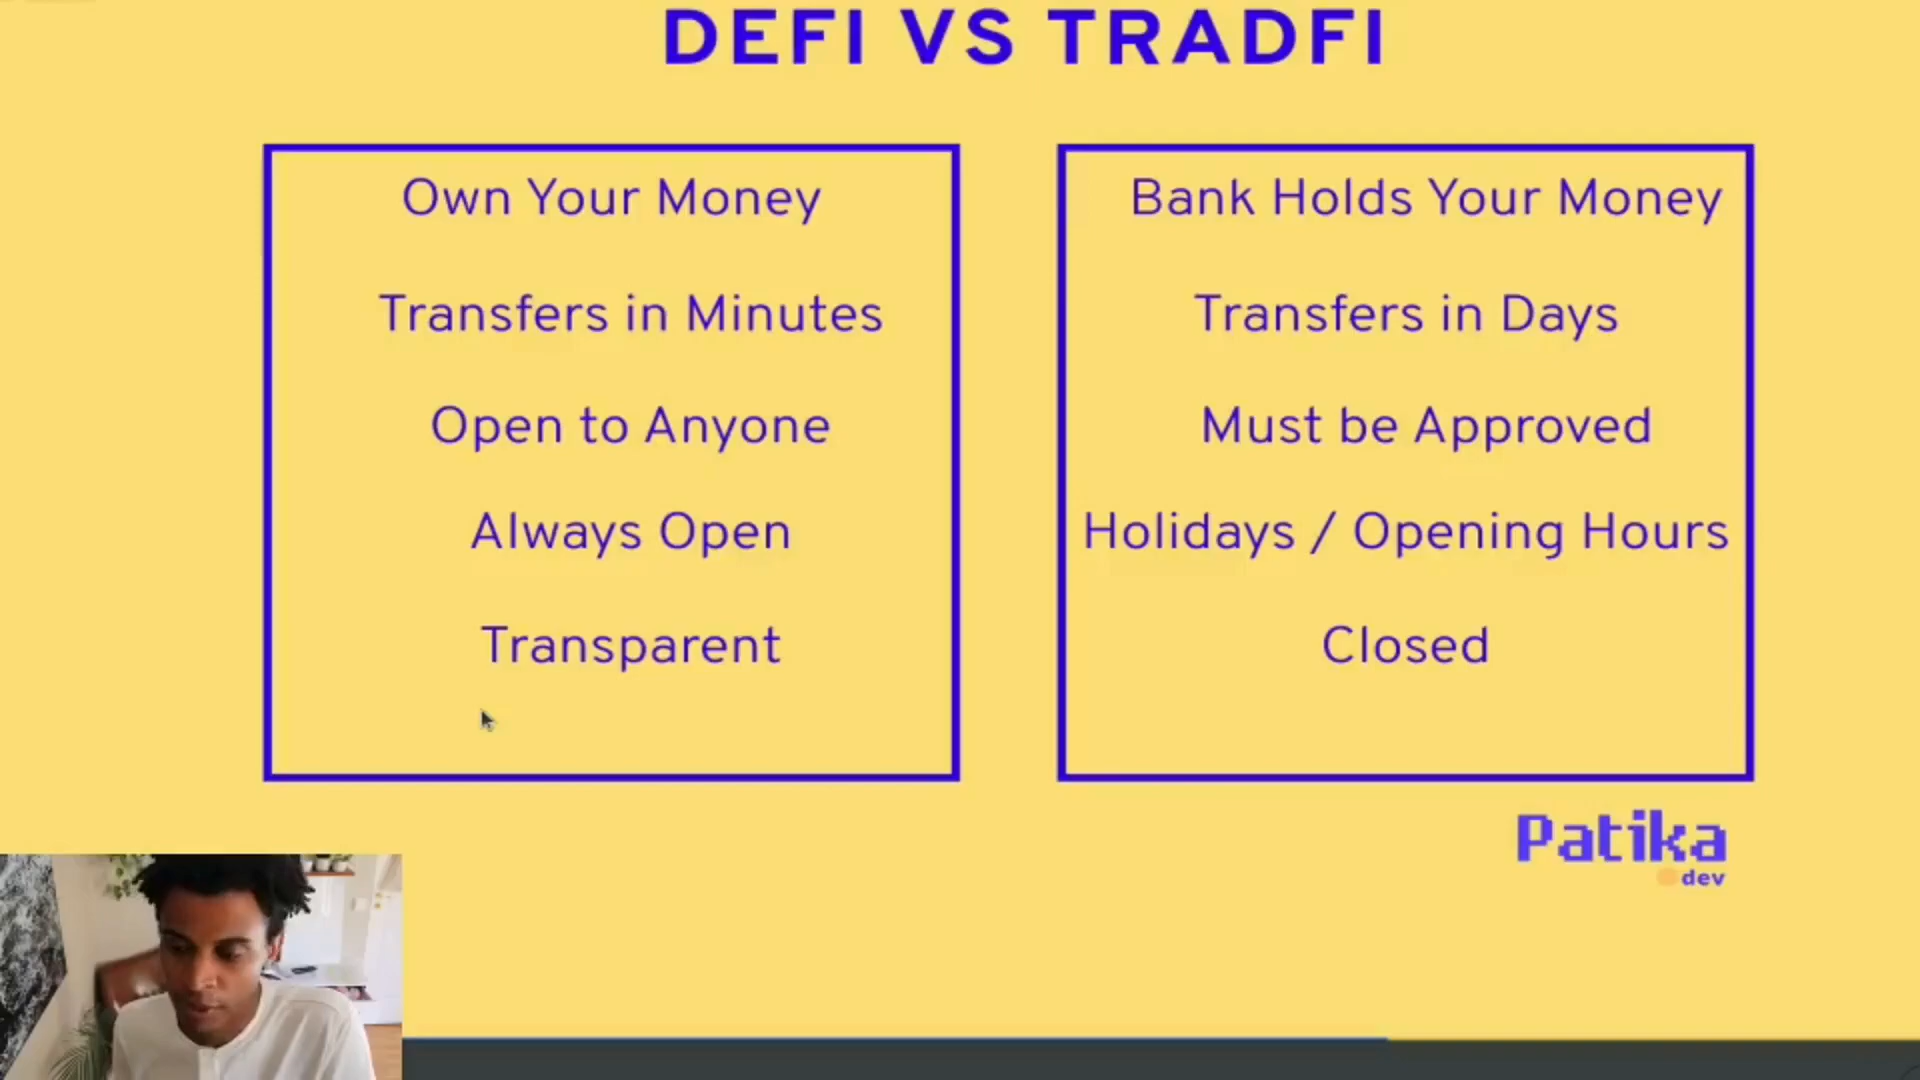 DEFI VS TRADFI
Own Your Money
Transfers in Minutes
Open to Anyone
Always Open
Transparent
Bank Holds Your Money
Transfers in Days
Must be Approved
Holidays / Opening Hours
Closed
Patika
dev